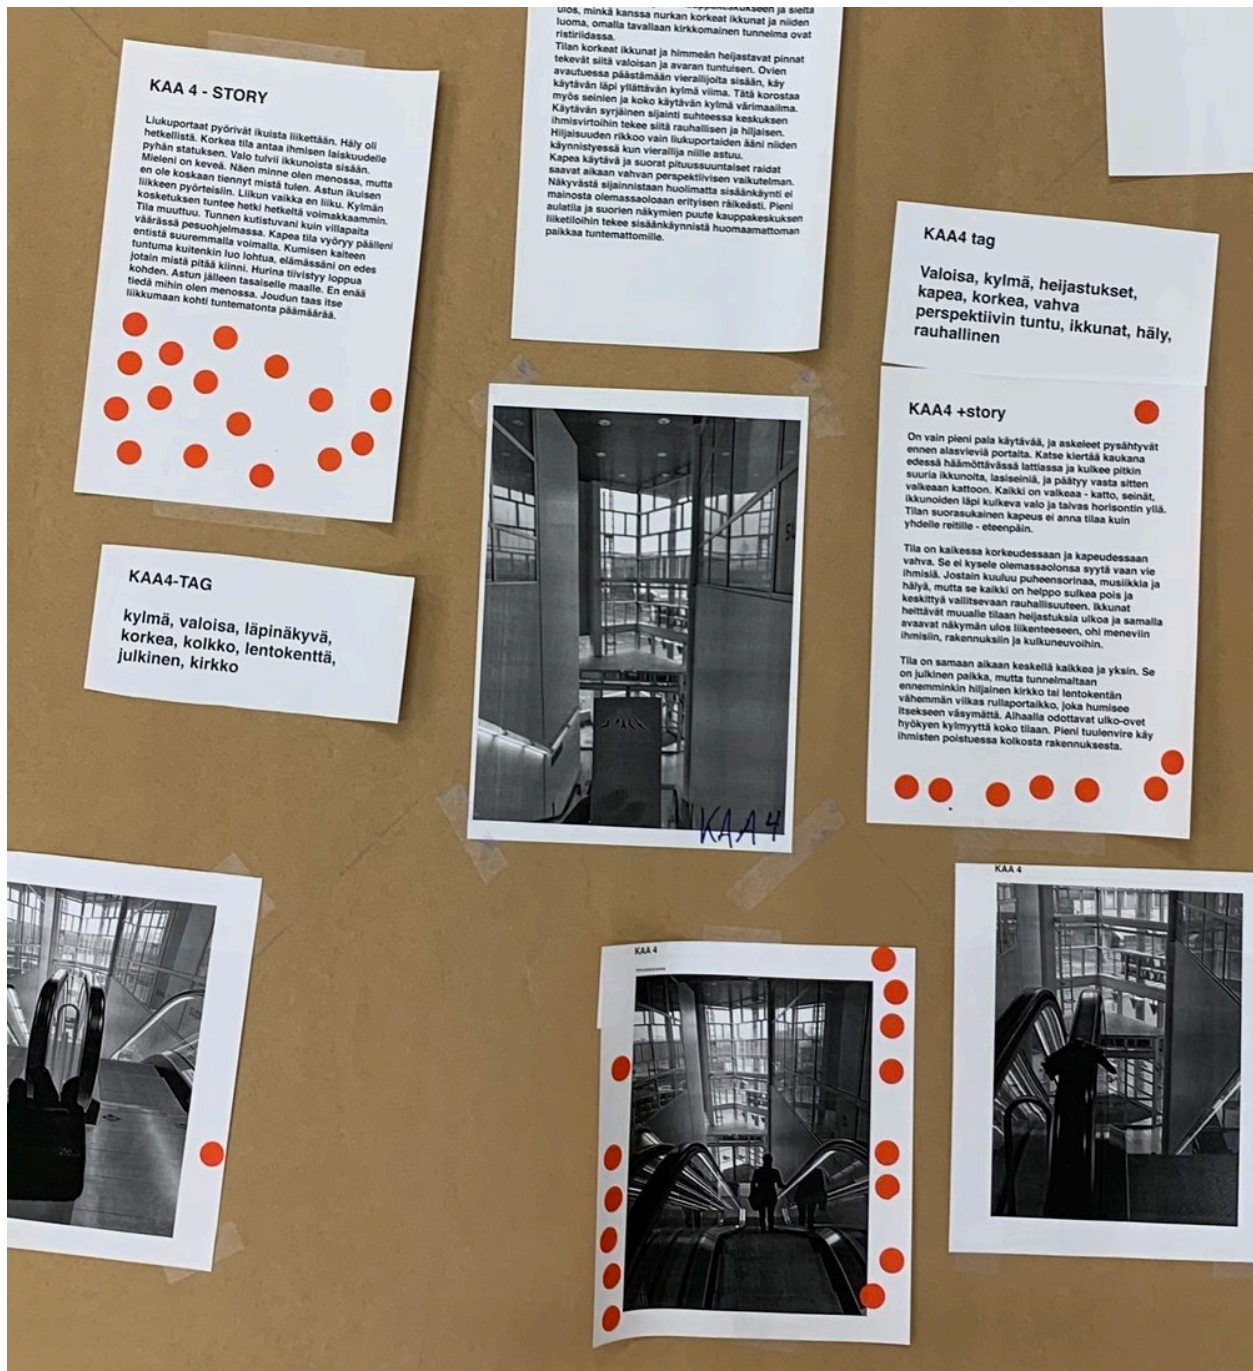 KAA 4 - STORY
Liukuportaat pyörivät ikuista liikettään. Häly oli
hetkellistä. Korkea tila antaa ihmisen laiskuudelle
pyhän statuksen. Valo tulvii ikkunoista sisään.
Mieleni on keveä. Näen minne olen menossa, mutta
en ole koskaan tiennyt mistä tulen. Astun ikuisen
liikkeen pyörteisiin. Liikun vaikka en liiku. Kylmän
kosketuksen tuntee hetki hetkeltä voimakkaammin.
Tila muuttuu. Tunnen kutistuvani kuin villapaita
väärässä pesuohjelmassa. Kapea tila vyöryy päälleni
entistä suuremmalla voimalla. Kumisen kaiteen
tuntuma kuitenkin luo lohtua, elämässäni on edes
jotain mistä pitää kiinni. Hurina tiivistyy loppua
kohden. Astun jälleen tasaiselle maalle. En enää
tiedä mihin olen menossa. Joudun taas itse
liikkumaan kohti tuntematonta päämäärää.
KAA4-TAG
kylmä, valoisa, läpinäkyvä,
korkea, kolkko, lentokenttä,
julkinen, kirkko
kauppakeskukseen ja sieltä
ulos, minkä kanssa nurkan korkeat ikkunat ja niiden
luoma, omalla tavallaan kirkkomainen tunnelma ovat
ristiriidassa.
Tilan korkeat ikkunat ja himmeän heijastavat pinnat
tekevät siitä valoisan ja avaran tuntuisen. Ovien
avautuessa päästämään vierailijoita sisään, käy
käytävän läpi yllättävän kylmä viima. Tätä korostaa
myös seinien ja koko käytävän kylmä värimaailma.
Käytävän syrjäinen sijainti suhteessa keskuksen
ihmisvirtoihin tekee siitä rauhallisen ja hiljaisen.
Hiljaisuuden rikkoo vain liukuportaiden ääni niiden
käynnistyessä kun vierailija niille astuu.
Kapea käytävä ja suorat pituussuuntaiset raidat
saavat aikaan vahvan perspektiivisen vaikutelman.
Näkyvästä sijainnistaan huolimatta sisäänkäynti ei
mainosta olemassaoloaan erityisen räikeästi. Pieni
aulatila ja suorien näkymien puute kauppakeskuksen
liiketiloihin tekee sisäänkäynnistä huomaamattoman
paikkaa tuntemattomille.
KAA4
KAA4 tag
Valoisa, kylmä, heijastukset,
kapea, korkea, vahva
perspektiivin tuntu, ikkunat, häly,
rauhallinen
KAA4 +story
On vain pieni pala käytävää, ja askeleet pysähtyvät
ennen alasvieviä portaita. Katse kiertää kaukana
edessä häämöttävässä lattiassa ja kulkee pitkin
suuria ikkunoita, lasiseiniä, ja päätyy vasta sitten
valkeaan kattoon. Kaikki on valkeaa - katto, seinät,
ikkunoiden läpi kulkeva valo ja taivas horisontin yllä.
Tilan suorasukainen kapeus ei anna tilaa kuin
yhdelle reitille - eteenpäin.
Tila on kaikessa korkeudessaan ja kapeudessaan
vahva. Se ei kysele olemassaolonsa syytä vaan vie
ihmisiä. Jostain kuuluu puheensorinaa, musiikkia ja
hälyä, mutta se kaikki on helppo sulkea pois ja
keskittyä vallitsevaan rauhallisuuteen. Ikkunat
heittävät muualle tilaan heijastuksia ulkoa ja samalla
avaavat näkymän ulos liikenteeseen, ohi meneviin
ihmisiin, rakennuksiin ja kulkuneuvoihin.
Tila on samaan aikaan keskellä kaikkea ja yksin. Se
on julkinen paikka, mutta tunnelmaltaan
ennemminkin hiljainen kirkko tai lentokentän
vähemmän vilkas rullaportaikko, joka humisee
itsekseen väsymättä. Alhaalla odottavat ulko-ovet
hyökyen kylmyyttä koko tilaan. Pieni tuulenvire käy
ihmisten poistuessa kolkosta rakennuksesta.
KAA 4
KAA 4